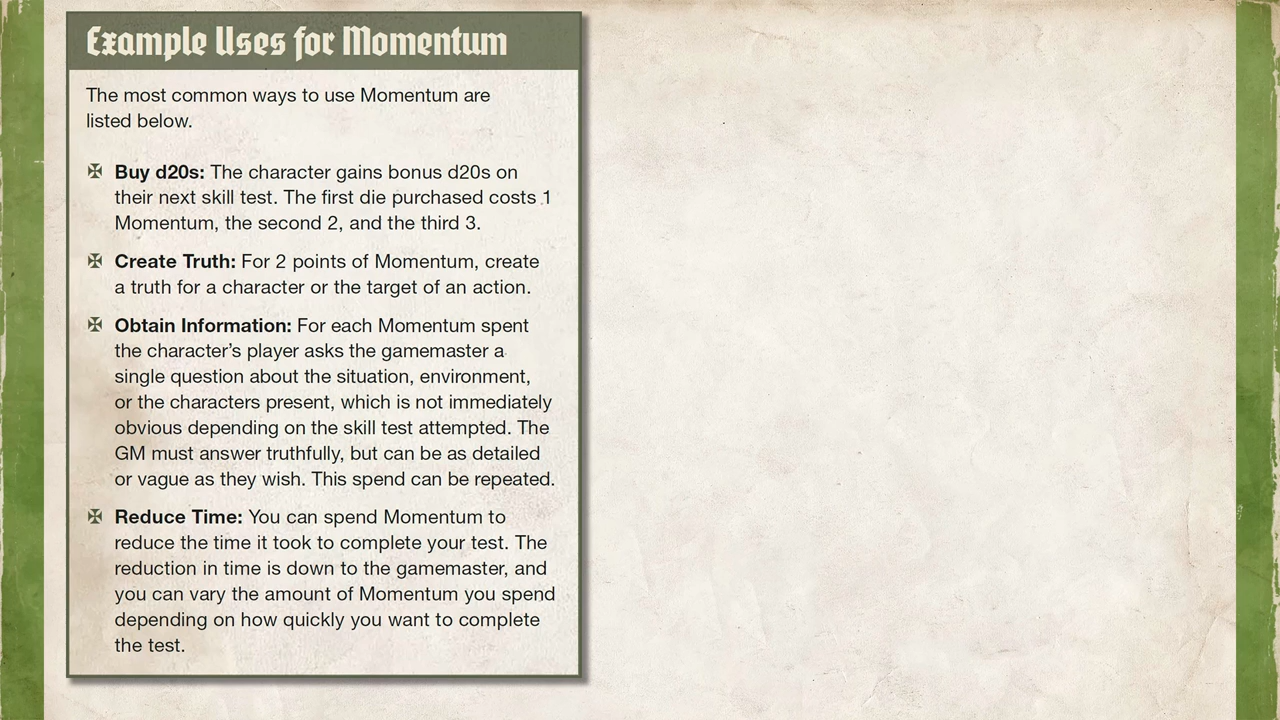 Example Uses for Momentum
The most common ways to use Momentum are
listed below.
Buy d20s: The character gains bonus d20s on
their next skill test. The first die purchased costs 1
Momentum, the second 2, and the third 3.
Create Truth: For 2 points of Momentum, create
a truth for a character or the target of an action.
Obtain Information: For each Momentum spent
the character’s player asks the gamemaster a
single question about the situation, environment,
or the characters present, which is not immediately
obvious depending on the skill test attempted. The
GM must answer truthfully, but can be as detailed
or vague as they wish. This spend can be repeated.
Reduce Time: You can spend Momentum to
reduce the time it took to complete your test. The
reduction in time is down to the gamemaster, and
you can vary the amount of Momentum you spend
depending on how quickly you want to complete
the test.